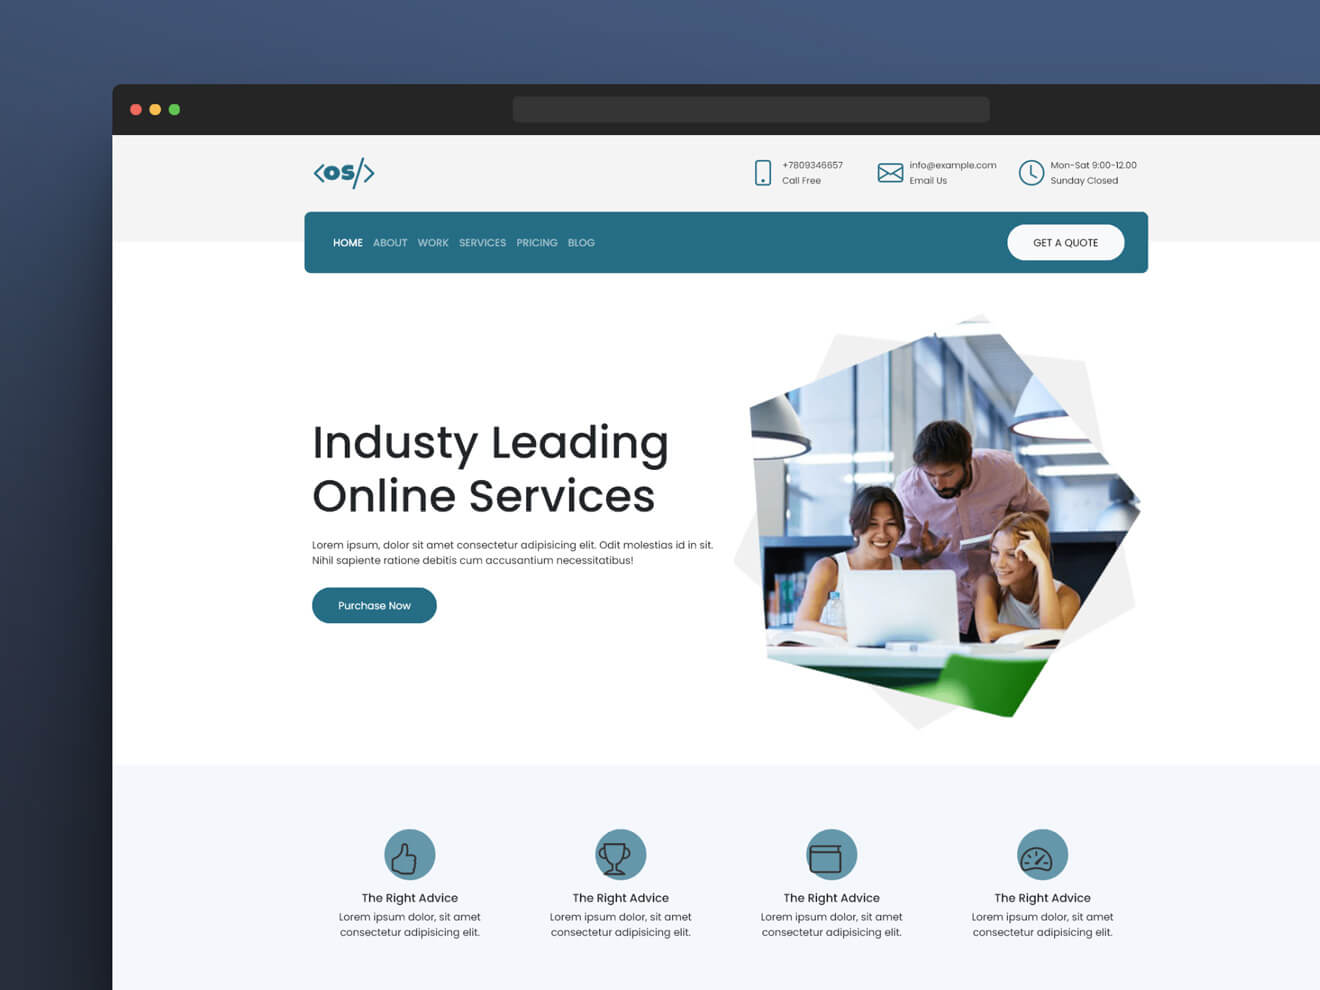 <os/>
+7809346657
Call Free
info@example.com
Email Us
Mon-Sat 9:00-12.00
Sunday Closed
HOME ABOUT WORK SERVICES PRICING BLOG
GET A QUOTE
Industy Leading
Online Services
Lorem ipsum, dolor sit amet consectetur adipisicing elit. Odit molestias id in sit.
Nihil sapiente ratione debitis cum accusantium necessitatibus!
Purchase Now
The Right Advice
Lorem ipsum dolor, sit amet
consectetur adipisicing elit.
The Right Advice
Lorem ipsum dolor, sit amet
consectetur adipisicing elit.
The Right Advice
Lorem ipsum dolor, sit amet
consectetur adipisicing elit.
The Right Advice
Lorem ipsum dolor, sit amet
consectetur adipisicing elit.